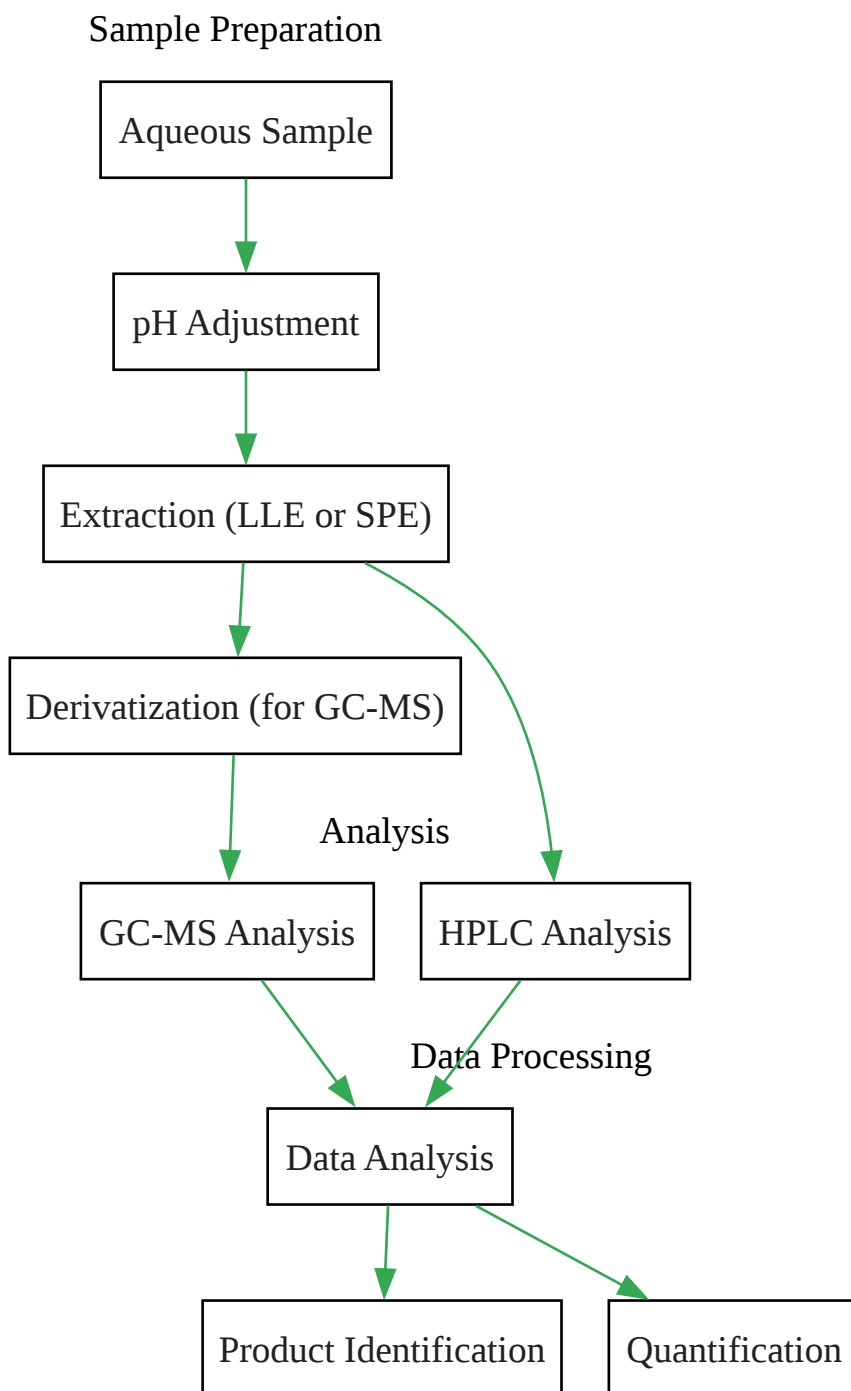 Sample Preparation
Aqueous Sample
pH Adjustment
Extraction (LLE or SPE)
Derivatization (for GC-MS)
Analysis
GC-MS Analysis
HPLC Analysis
Data Processing
Data Analysis
Product Identification
Quantification